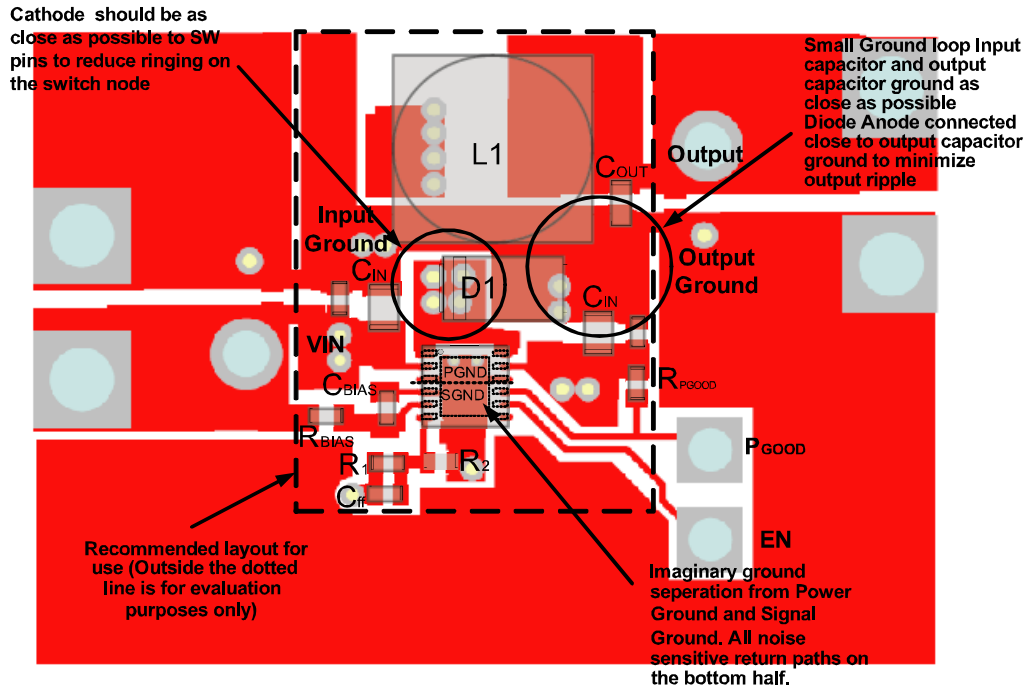 Cathode should be as
close as possible to SW
pins to reduce ringing on
the switch node
Small Ground loop Input
capacitor and output
capacitor ground as
close as possible
Diode Anode connected
close to output capacitor
ground to minimize
output ripple
L1
COUT
Output
Input
Ground
CIN
D1
CIN
Output
Ground
VIN
PGND
SGND
CBIAS
RPGOOD
RBIAS
R1
R2
Cff
PGOOD
EN
Recommended layout for
use (Outside the dotted
line is for evaluation
purposes only)
Imaginary ground
seperation from Power
Ground and Signal
Ground. All noise
sensitive return paths on
the bottom half.